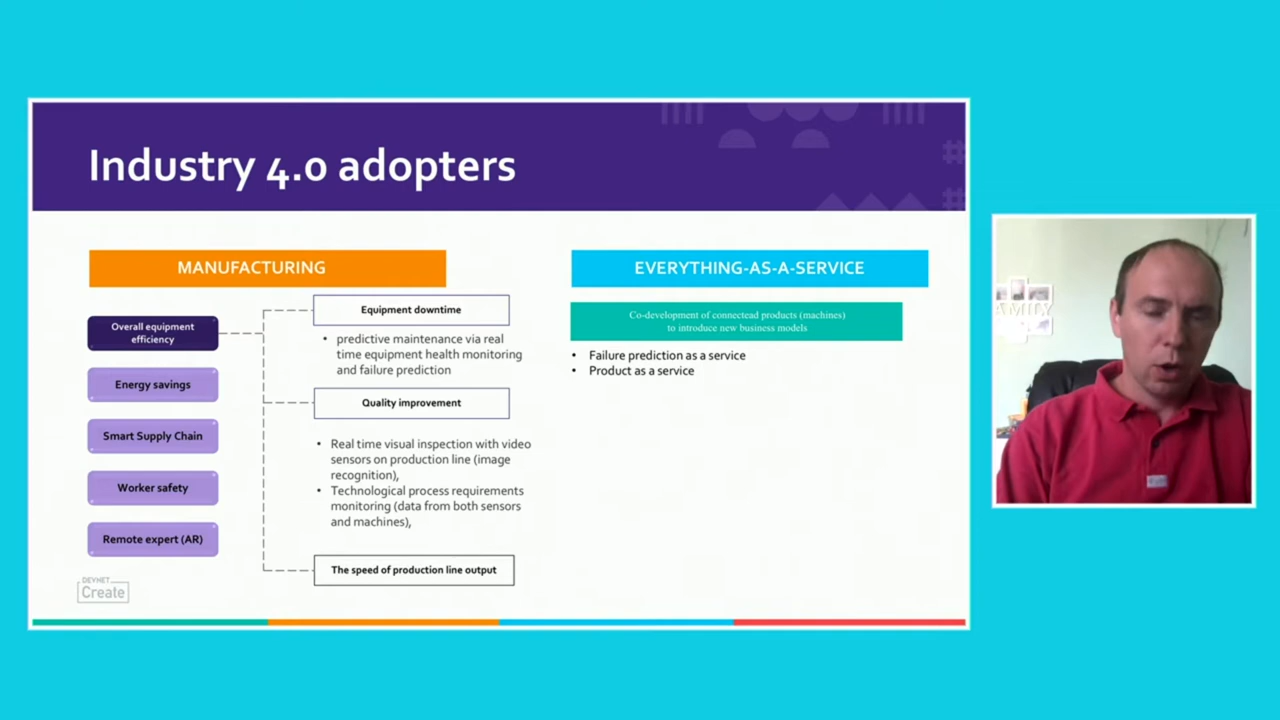 Industry 4.0 adopters
MANUFACTURING
Overall equipment
efficiency
Energy savings
Smart Supply Chain
Worker safety
Remote expert (AR)
Equipment downtime
• predictive maintenance via real
time equipment health monitoring
and failure prediction
Quality improvement
• Real time visual inspection with video
sensors on production line (image
recognition),
• Technological process requirements
monitoring (data from both sensors
and machines),
The speed of production line output
EVERYTHING-AS-A-SERVICE
Co-development of connectead products (machines)
to introduce new business models
• Failure prediction as a service
• Product as a service
DEVNET
Create